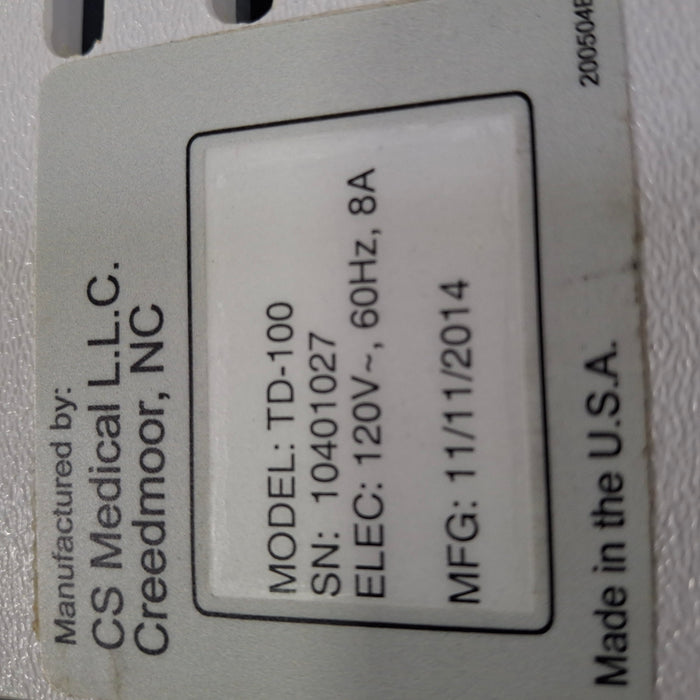 Manufactured by:
CS Medical L.L.C.
Creedmoor, NC
MODEL: TD-100
SN: 10401027
ELEC: 120V~, 60Hz, 8A
MFG: 11/11/2014
Made in the U.S.A.